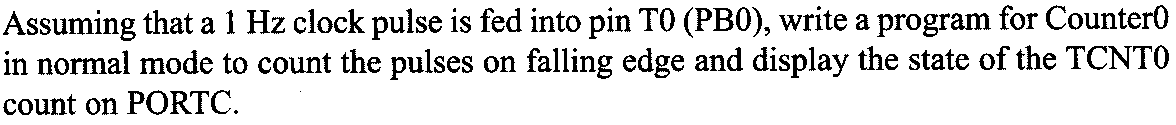 Assuming that a 1 Hz clock pulse is fed into pin T0 (PB0), write a program for Counter0
in normal mode to count the pulses on falling edge and display the state of the TCNT0
count on PORTC.